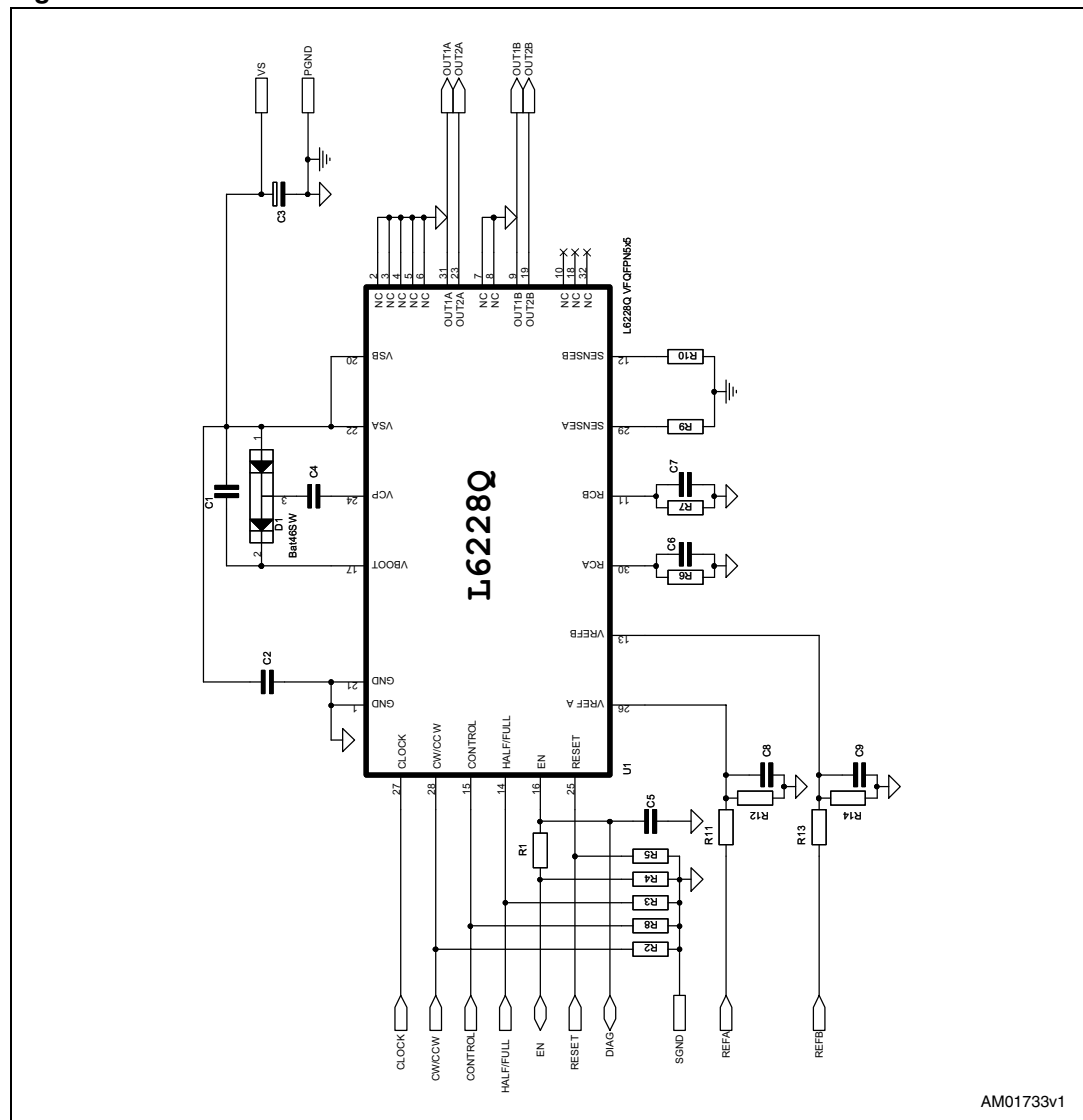 VS
PGND
OUT1A
OUT2A
OUT1B
OUT2B
C3
2
3
4
5
6
31
23
7
8
9
19
10
18
32
NC
NC
NC
NC
NC
OUT1A
OUT2A
NC
NC
OUT1B
OUT2B
NC
NC
NC
L6228Q VFQFPN5x5
20
VSB
SENSEB
12
R10
22
VSA
SENSEA
29
R9
C1
1
3
2
D1
Bat46SW
C4
24
VCP
RCB
11
R7
C7
17
VBOOT
RCA
30
R6
C6
L6228Q
C2
21
GND
1
GND
VREFB
13
VREF A
26
CLOCK
CW/CCW
CONTROL
HALF/FULL
EN
RESET
U1
27
28
15
14
16
25
R1
C5
R5
R4
R3
R8
R2
R11
R12
C8
R13
R14
C9
CLOCK
CW/CCW
CONTROL
HALF/FULL
EN
RESET
DIAG
SGND
REFA
REFB
AM01733v1